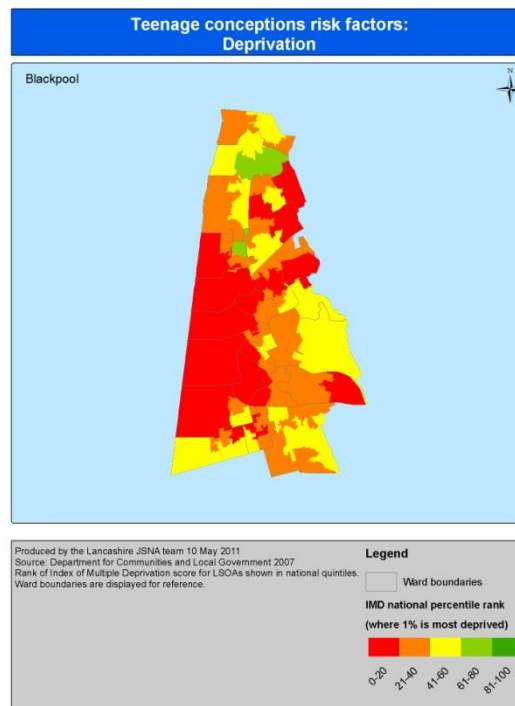 Teenage conceptions risk factors:
Deprivation
Blackpool
N
Produced by the Lancashire JSNA team 10 May 2011
Source: Department for Communities and Local Government 2007
Rank of Index of Multiple Deprivation score for LSOAs shown in national quintiles.
Ward boundaries are displayed for reference.
Legend
Ward boundaries
IMD national percentile rank
(where 1% is most deprived)
0-20
21-40
41-60
61-80
81-100